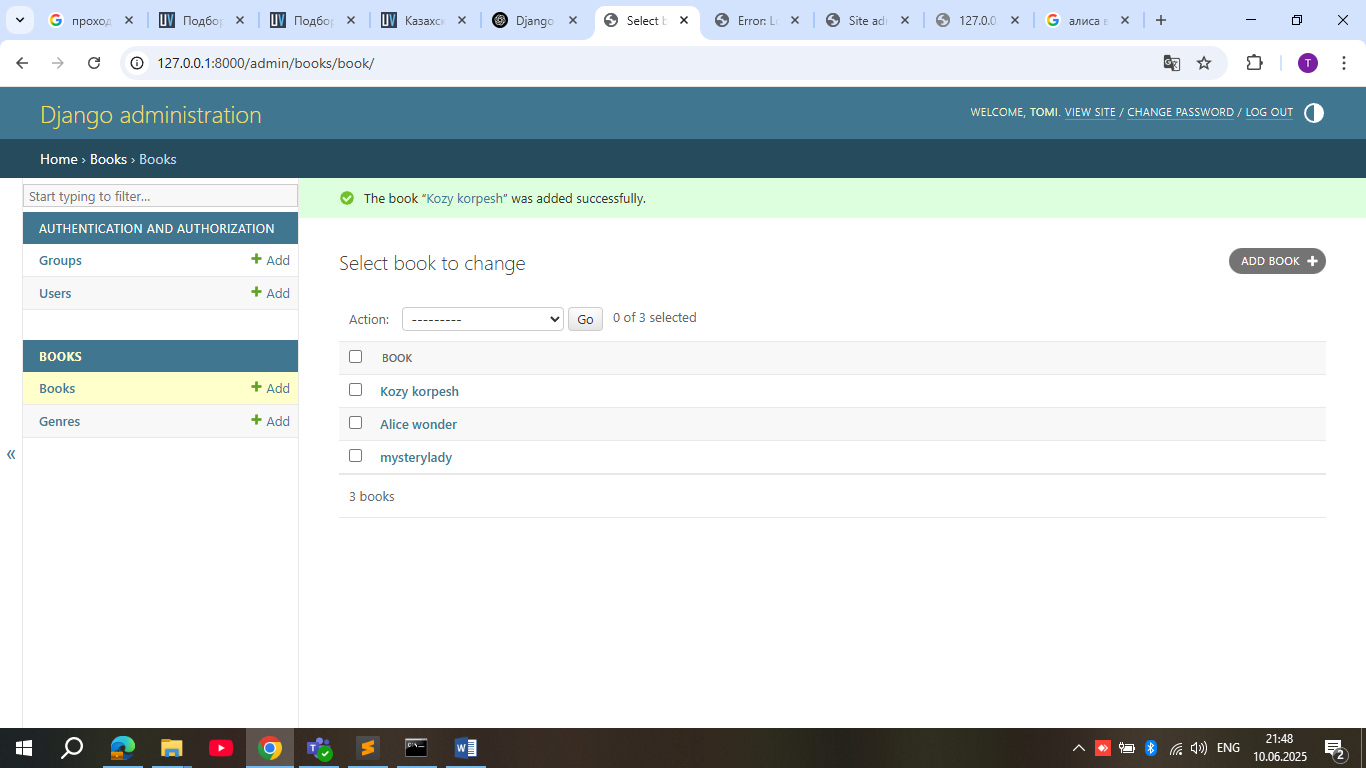 проход
Подбор
Подбор
Казахск
Django
Select b
Error: L
Site adm
127.0.0.
алиса в
127.0.0.1:8000/admin/books/book/
T
Django administration
WELCOME, TOMI. VIEW SITE / CHANGE PASSWORD / LOG OUT
Home › Books › Books
Start typing to filter...
The book “Kozy korpesh” was added successfully.
AUTHENTICATION AND AUTHORIZATION
Groups + Add
Users + Add
Select book to change
ADD BOOK +
Action: --------- Go 0 of 3 selected
BOOKS
BOOK
Books + Add
Kozy korpesh
Genres + Add
Alice wonder
«
mysterylady
3 books
ENG
21:48
10.06.2025
2